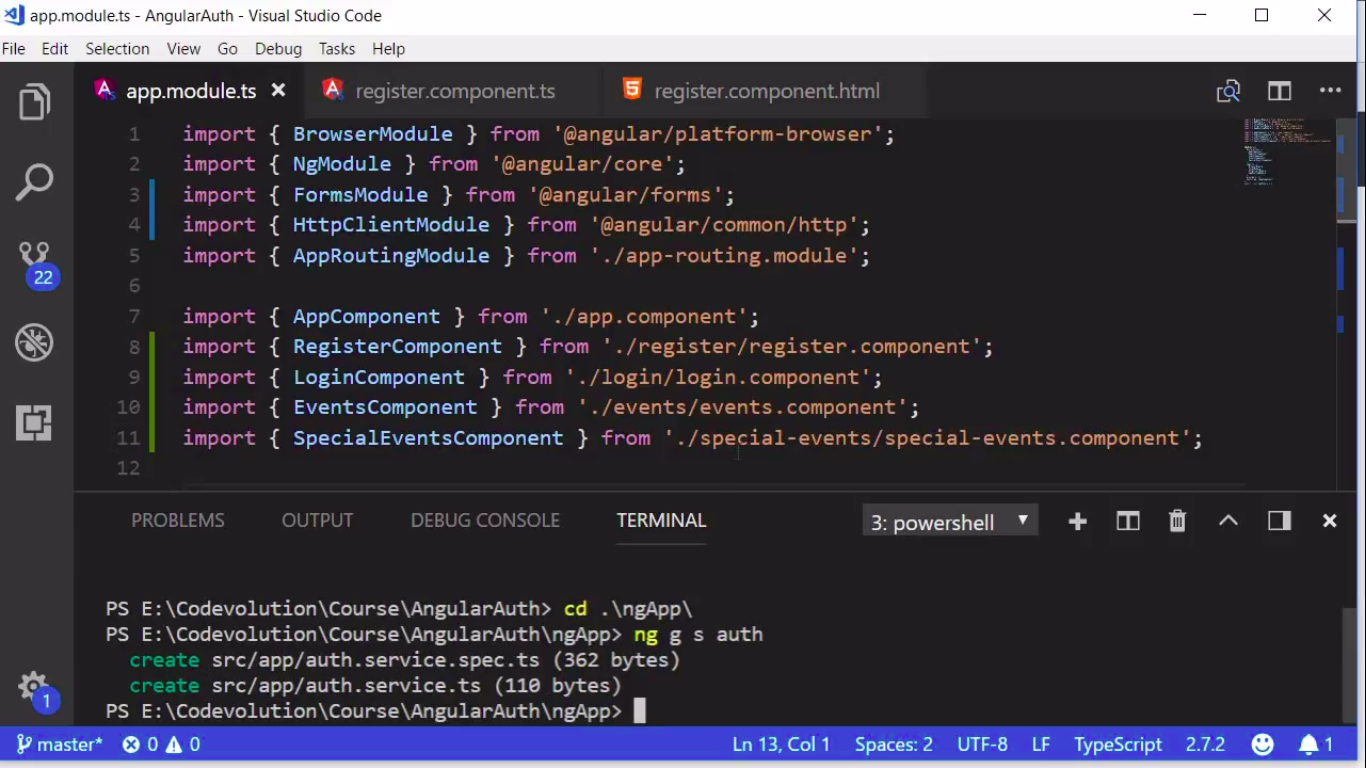 app.module.ts - AngularAuth - Visual Studio Code
File Edit Selection View Go Debug Tasks Help
app.module.ts register.component.ts register.component.html
1 import { BrowserModule } from '@angular/platform-browser';
2 import { NgModule } from '@angular/core';
3 import { FormsModule } from '@angular/forms';
4 import { HttpClientModule } from '@angular/common/http';
5 import { AppRoutingModule } from './app-routing.module';
6
7 import { AppComponent } from './app.component';
8 import { RegisterComponent } from './register/register.component';
9 import { LoginComponent } from './login/login.component';
10 import { EventsComponent } from './events/events.component';
11 import { SpecialEventsComponent } from './special-events/special-events.component';
12
22
PROBLEMS OUTPUT DEBUG CONSOLE TERMINAL 3: powershell
PS E:\Codevolution\Course\AngularAuth> cd .\ngApp\
PS E:\Codevolution\Course\AngularAuth\ngApp> ng g s auth
create src/app/auth.service.spec.ts (362 bytes)
create src/app/auth.service.ts (110 bytes)
PS E:\Codevolution\Course\AngularAuth\ngApp>
1
master* 0 0 Ln 13, Col 1 Spaces: 2 UTF-8 LF TypeScript 2.7.2 1